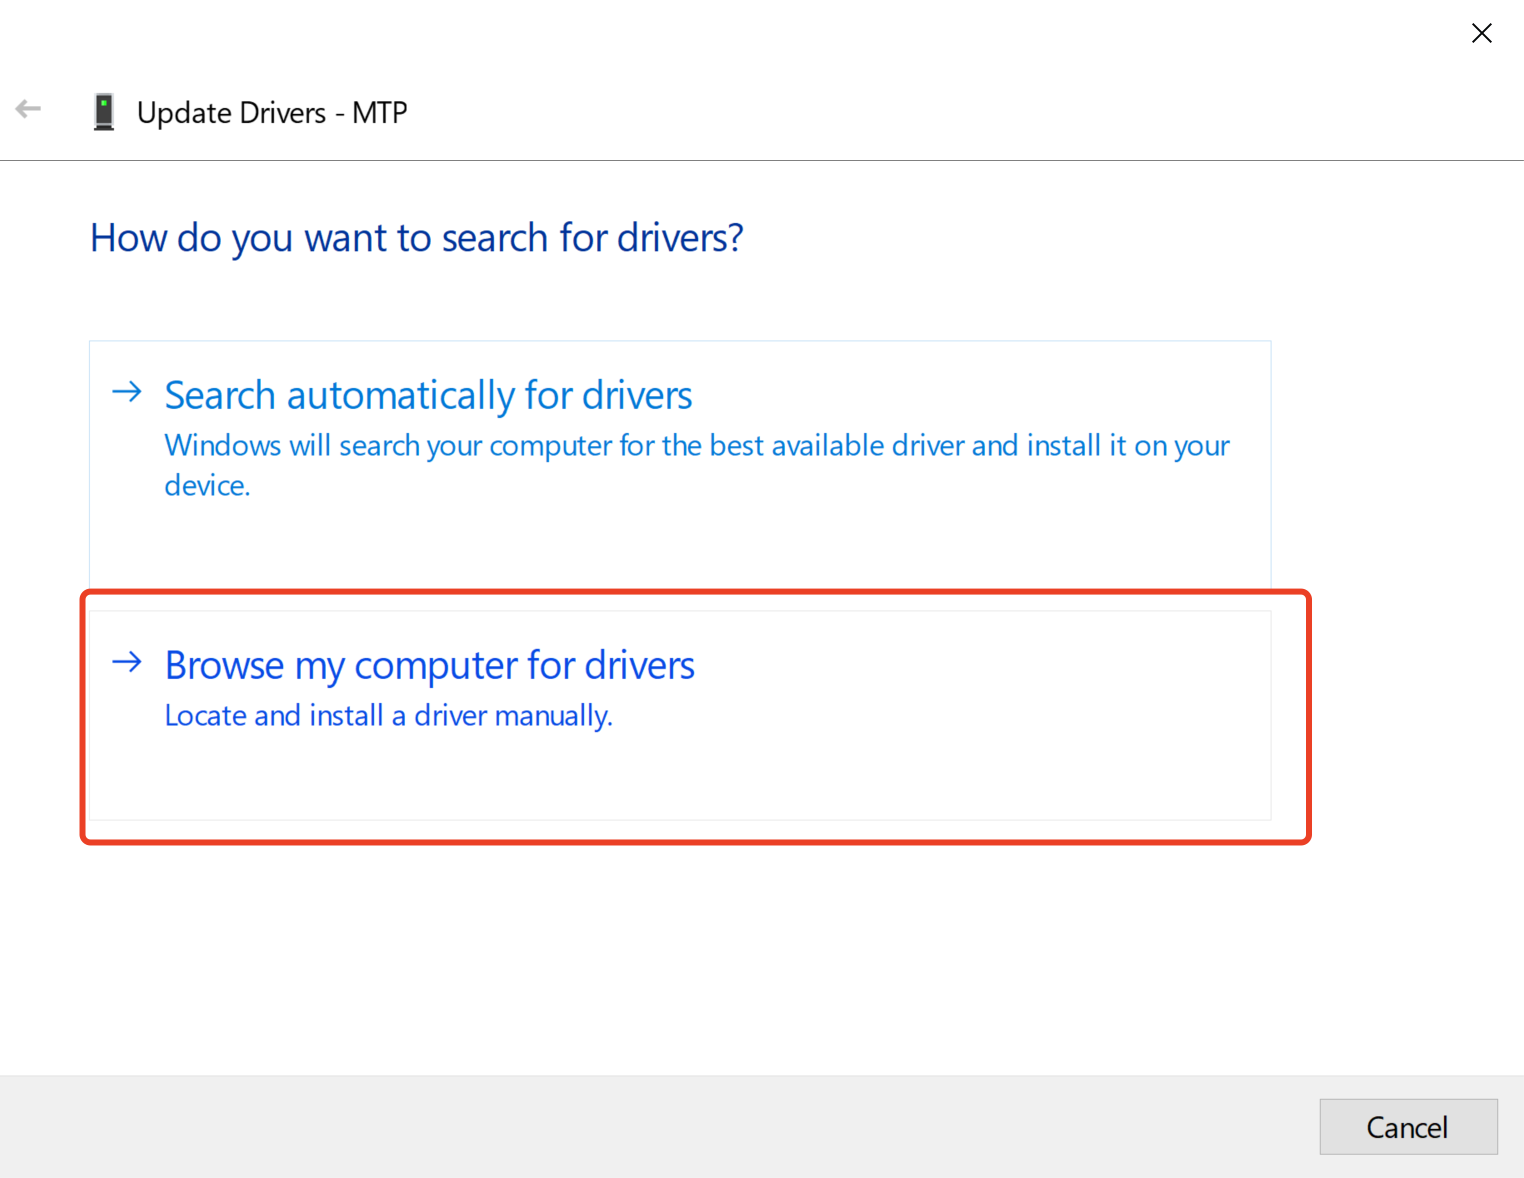 Update Drivers - MTP
How do you want to search for drivers?
Search automatically for drivers
Windows will search your computer for the best available driver and install it on your
device.
Browse my computer for drivers
Locate and install a driver manually.
Cancel